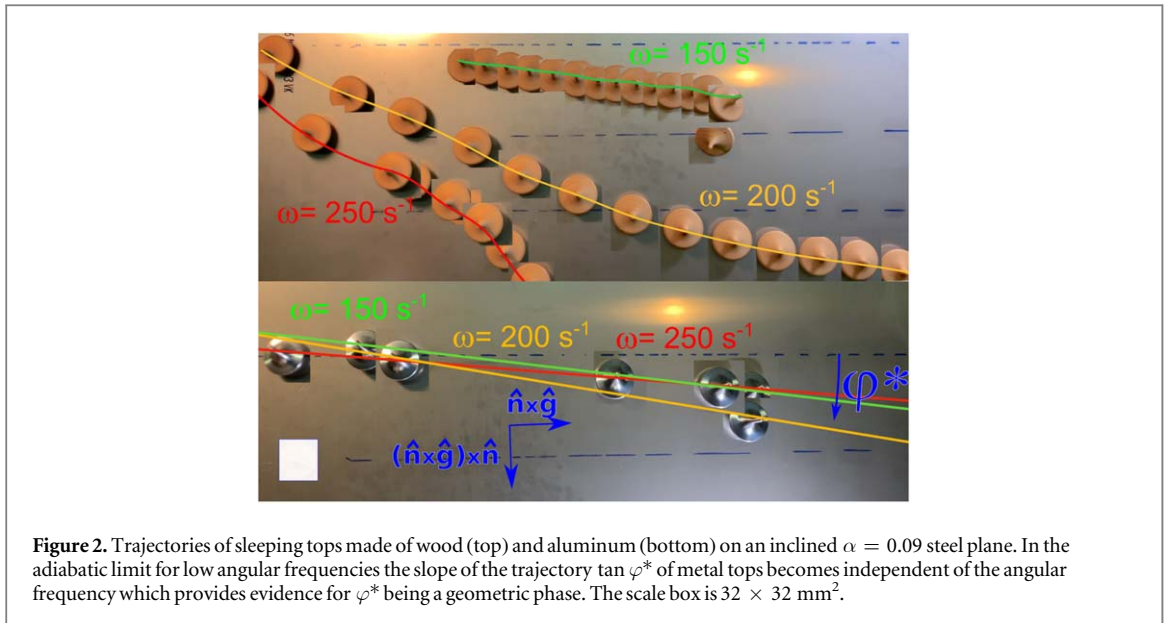 ω= 150 s⁻¹
ω= 200 s⁻¹
ω= 250 s⁻¹
ω= 150 s⁻¹
ω= 200 s⁻¹
ω= 250 s⁻¹
φ*
n̂xĝ
(n̂xĝ)xn̂
Figure 2. Trajectories of sleeping tops made of wood (top) and aluminum (bottom) on an inclined α = 0.09 steel plane. In the
adiabatic limit for low angular frequencies the slope of the trajectory tan φ* of metal tops becomes independent of the angular
frequency which provides evidence for φ* being a geometric phase. The scale box is 32 × 32 mm².